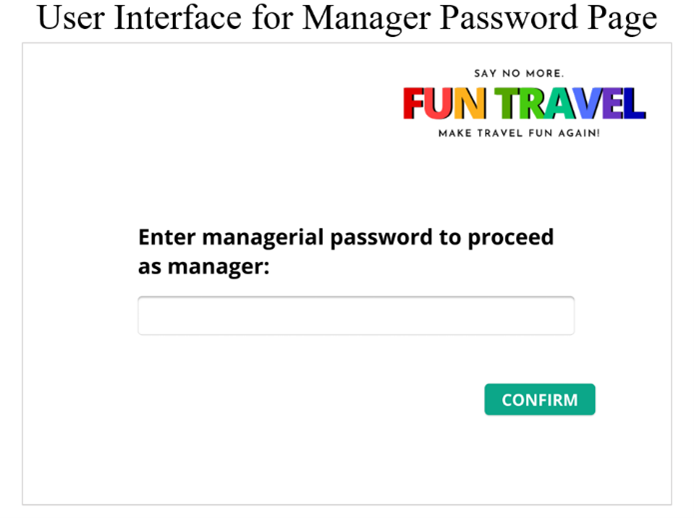 User Interface for Manager Password Page
SAY NO MORE.
FUN TRAVEL
MAKE TRAVEL FUN AGAIN!
Enter managerial password to proceed
as manager:
CONFIRM